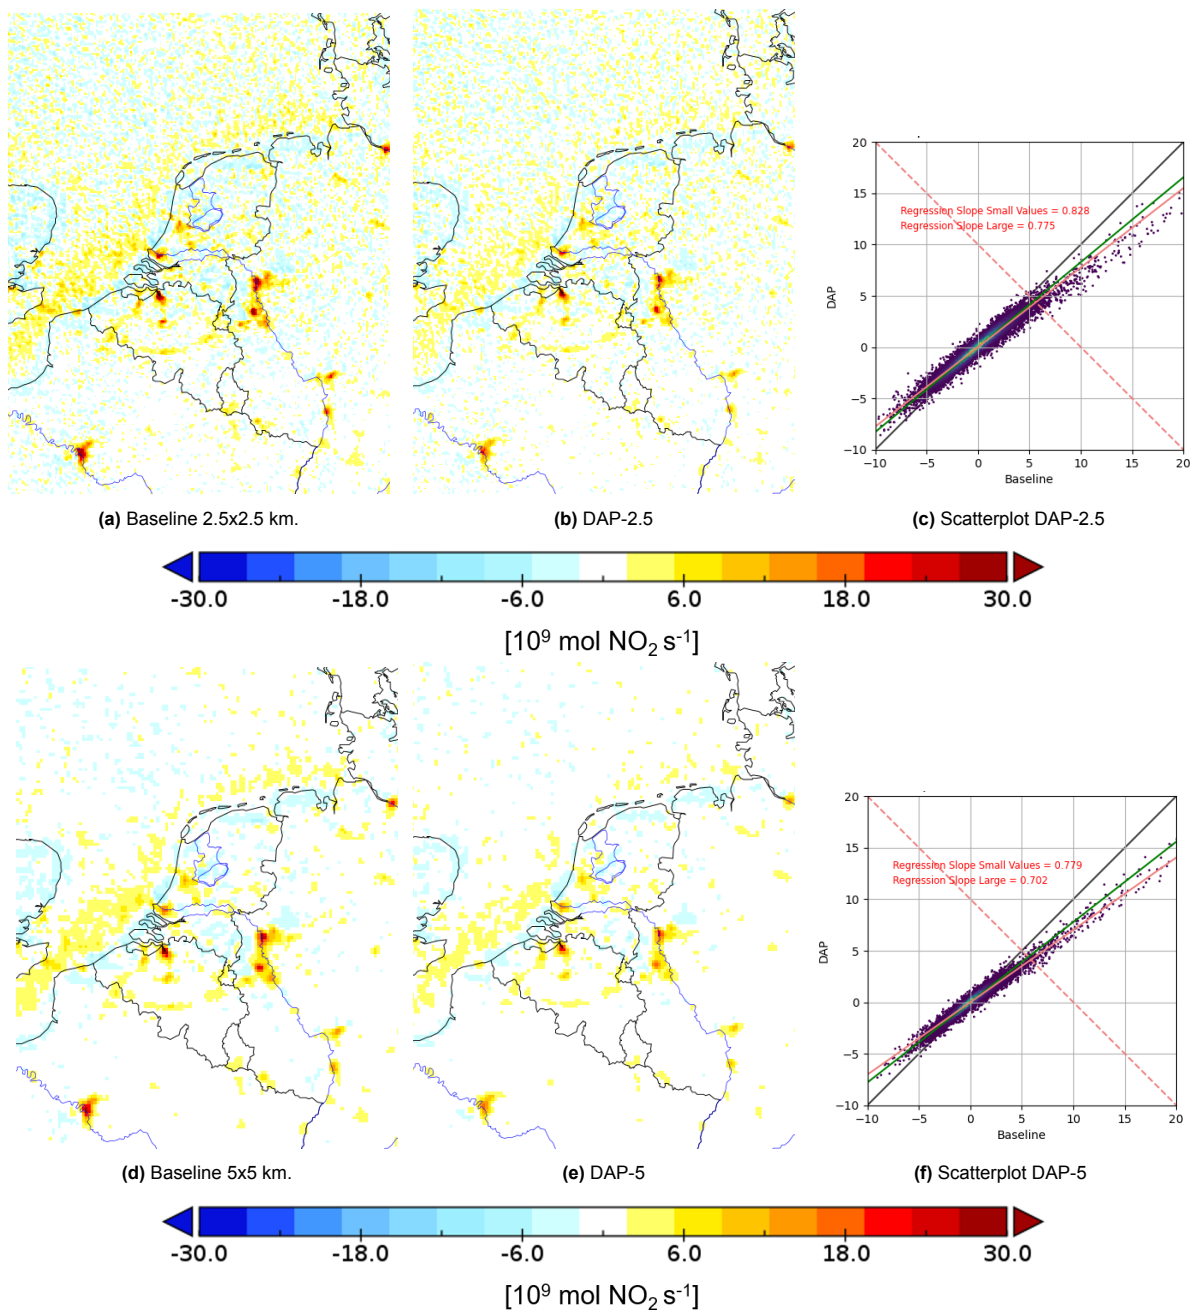 20
15
10
5
0
−5
−10
DAP
Regression Slope Small Values = 0.828
Regression Slope Large = 0.775
−10 −5 0 5 10 15 20
Baseline
(a) Baseline 2.5x2.5 km.
(b) DAP-2.5
(c) Scatterplot DAP-2.5
-30.0 -18.0 -6.0 6.0 18.0 30.0
[10⁹ mol NO₂ s⁻¹]
20
15
10
5
0
−5
−10
DAP
Regression Slope Small Values = 0.779
Regression Slope Large = 0.702
−10 −5 0 5 10 15 20
Baseline
(d) Baseline 5x5 km.
(e) DAP-5
(f) Scatterplot DAP-5
-30.0 -18.0 -6.0 6.0 18.0 30.0
[10⁹ mol NO₂ s⁻¹]